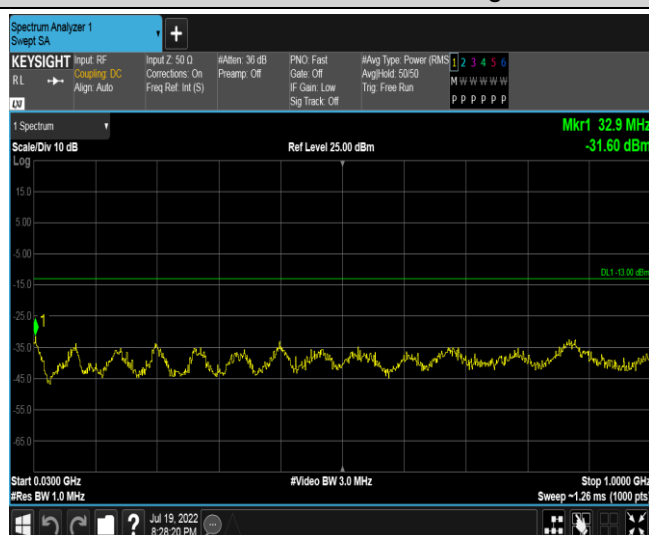 Spectrum Analyzer 1
Swept SA
+
KEYSIGHT
RL
Input: RF
Coupling: DC
Align: Auto
Input Z: 50 Ω
Corrections: On
Freq Ref: Int (S)
#Atten: 36 dB
Preamp: Off
PNO: Fast
Gate: Off
IF Gain: Low
Sig Track: Off
#Avg Type: Power (RMS
Avg|Hold: 50/50
Trig: Free Run
1 2 3 4 5 6
M W W W W W
P P P P P P
LXI
1 Spectrum
Mkr1 32.9 MHz
Scale/Div 10 dB
Ref Level 25.00 dBm
-31.60 dBm
Log
15.0
5.00
-5.00
DL1 -13.00 dBm
-15.0
-25.0
1
-35.0
-45.0
-55.0
-65.0
Start 0.0300 GHz
#Video BW 3.0 MHz
Stop 1.0000 GHz
#Res BW 1.0 MHz
Sweep ~1.26 ms (1000 pts)
?
Jul 19, 2022
8:28:20 PM